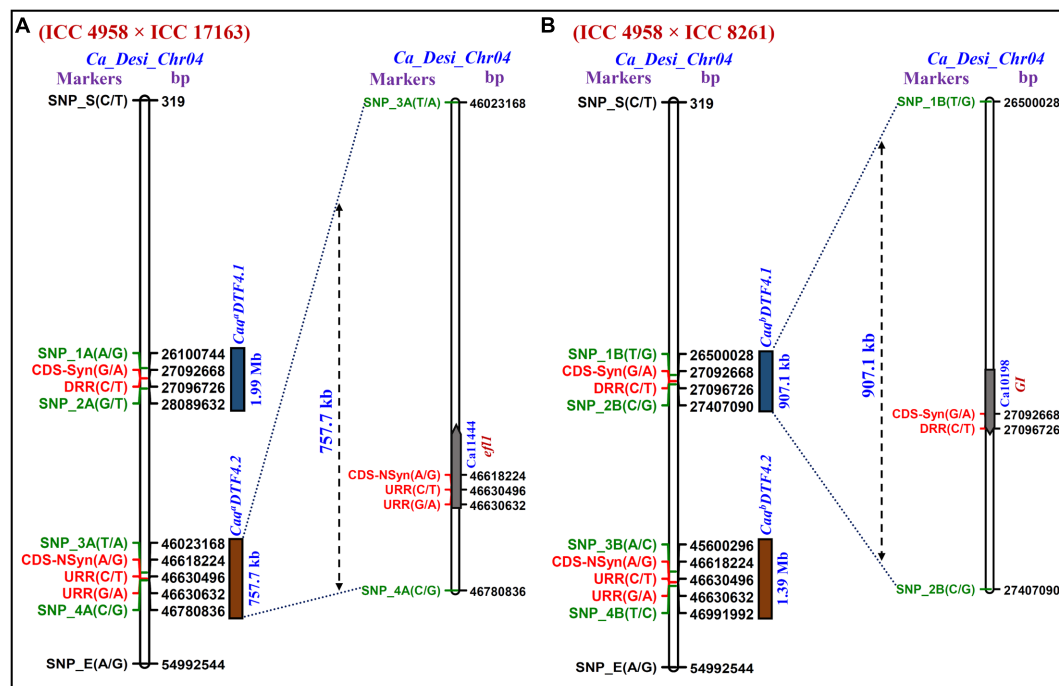 A
(ICC 4958 × ICC 17163)
Ca_Desi_Chr04
Markers bp
SNP_S(C/T) 319
SNP_1A(A/G) 26100744
CDS-Syn(G/A) 27092668
DRR(C/T) 27096726
SNP_2A(G/T) 28089632
CaqᵃDTF4.1
1.99 Mb
SNP_3A(T/A) 46023168
CDS-NSyn(A/G) 46618224
URR(C/T) 46630496
URR(G/A) 46630632
SNP_4A(C/G) 46780836
CaqᵃDTF4.2
757.7 kb
SNP_E(A/G) 54992544
757.7 kb
Ca_Desi_Chr04
Markers bp
SNP_3A(T/A) 46023168
Ca11444
efl1
CDS-NSyn(A/G) 46618224
URR(C/T) 46630496
URR(G/A) 46630632
SNP_4A(C/G) 46780836
B
(ICC 4958 × ICC 8261)
Ca_Desi_Chr04
Markers bp
SNP_S(C/T) 319
SNP_1B(T/G) 26500028
CDS-Syn(G/A) 27092668
DRR(C/T) 27096726
SNP_2B(C/G) 27407090
CaqᵇDTF4.1
907.1 kb
SNP_3B(A/C) 45600296
CDS-NSyn(A/G) 46618224
URR(C/T) 46630496
URR(G/A) 46630632
SNP_4B(T/C) 46991992
CaqᵇDTF4.2
1.39 Mb
SNP_E(A/G) 54992544
907.1 kb
Ca_Desi_Chr04
Markers bp
SNP_1B(T/G) 26500028
Ca10198
GI
CDS-Syn(G/A) 27092668
DRR(C/T) 27096726
SNP_2B(C/G) 27407090